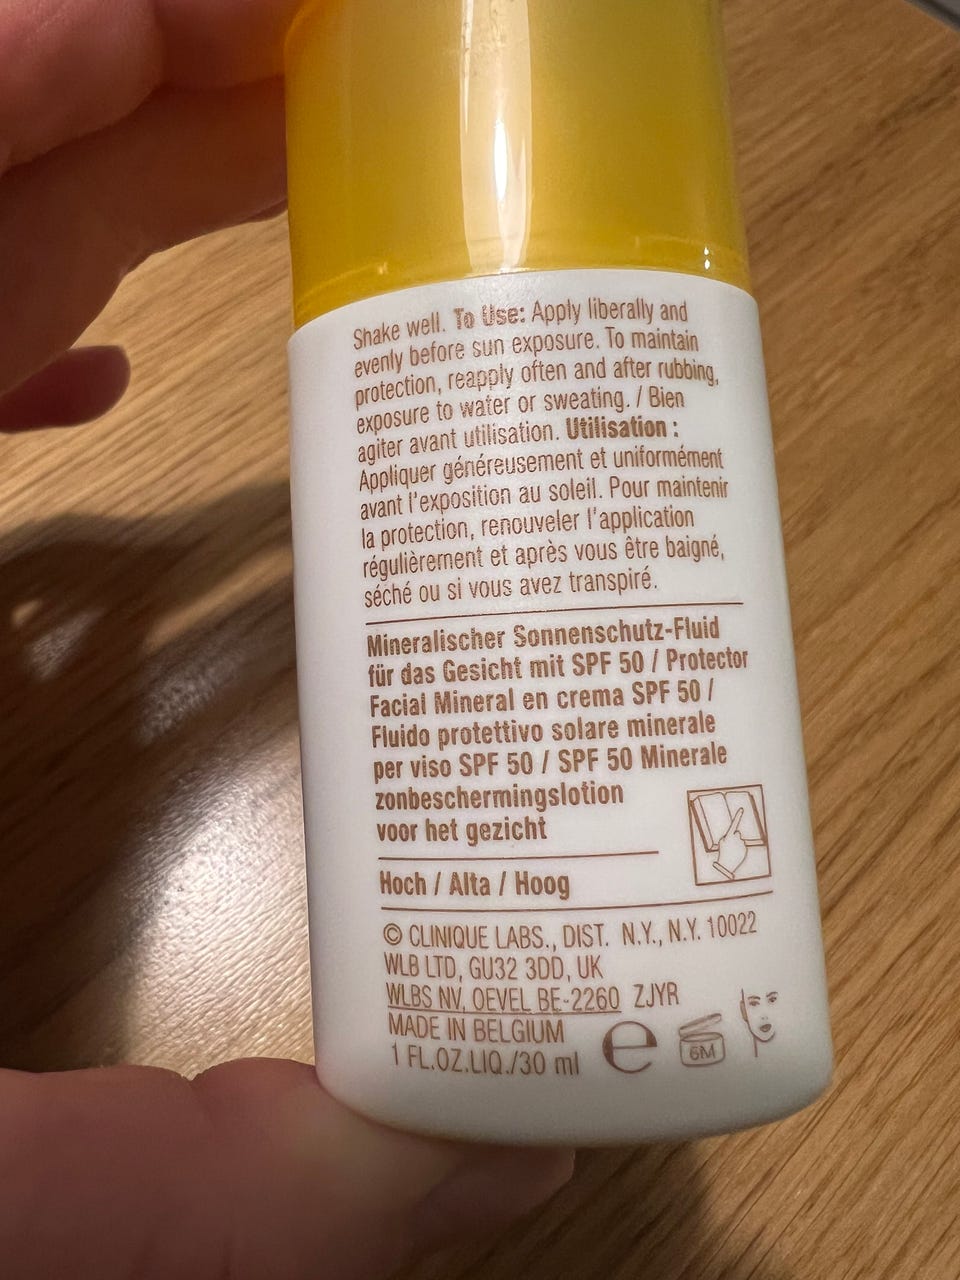 Shake well. To Use: Apply liberally and
evenly before sun exposure. To maintain
protection, reapply often and after rubbing,
exposure to water or sweating. / Bien
agiter avant utilisation. Utilisation :
Appliquer généreusement et uniformément
avant l'exposition au soleil. Pour maintenir
la protection, renouveler l'application
régulièrement et après vous être baigné,
séché ou si vous avez transpiré.
Mineralischer Sonnenschutz-Fluid
für das Gesicht mit SPF 50 / Protector
Facial Mineral en crema SPF 50 /
Fluido protettivo solare minerale
per viso SPF 50 / SPF 50 Minerale
zonbeschermingslotion
voor het gezicht
Hoch / Alta / Hoog
© CLINIQUE LABS., DIST. N.Y., N.Y. 10022
WLB LTD, GU32 3DD, UK
WLBS NV, OEVEL BE-2260 ZJYR
MADE IN BELGIUM
1 FL.OZ.LIQ./30 ml ℮ 6M